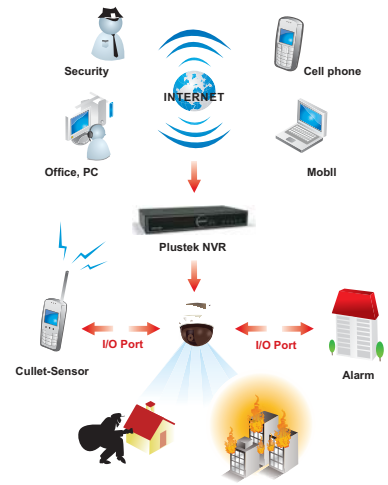 Security
INTERNET
Cell phone
Office, PC
Mobll
Plustek NVR
I/O Port
I/O Port
Cullet-Sensor
Alarm